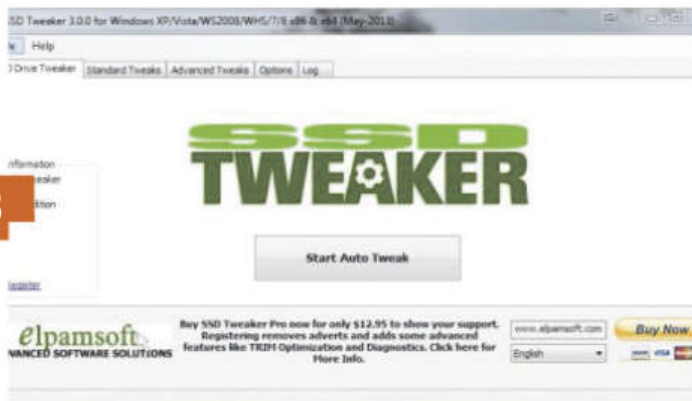 SSD Tweaker 3.0.0 for Windows XP/Vista/WS2008/WHS/7/8 x86 & x64 (May-2013)
Help
Drive Tweaker
Standard Tweaks
Advanced Tweaks
Options
Log
SSD
TWEAKER
nformation
eaker
dition
Register
Start Auto Tweak
elpamsoft
VANCED SOFTWARE SOLUTIONS
Buy SSD Tweaker Pro now for only $12.95 to show your support.
Registering removes adverts and adds some advanced
features like TRIM Optimization and Diagnostics. Click here for
More Info.
www.elpamsoft.com
English
Buy Now
VISA